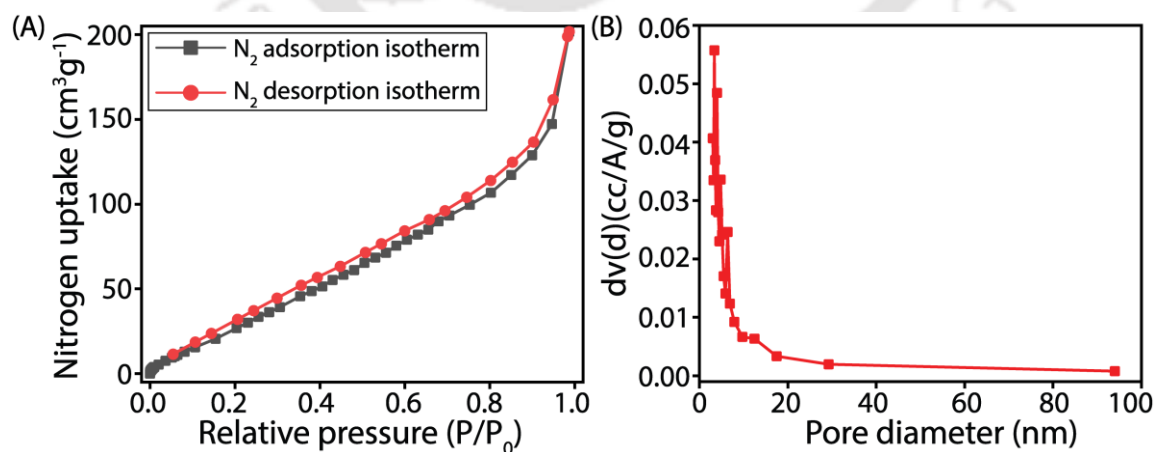 (A)
200
150
100
50
0
Nitrogen uptake (cm³g⁻¹)
N₂ adsorption isotherm
N₂ desorption isotherm
0.0 0.2 0.4 0.6 0.8 1.0
Relative pressure (P/P₀)
(B)
0.06
0.05
0.04
0.03
0.02
0.01
0.00
dv(d)(cc/A/g)
0 20 40 60 80 100
Pore diameter (nm)